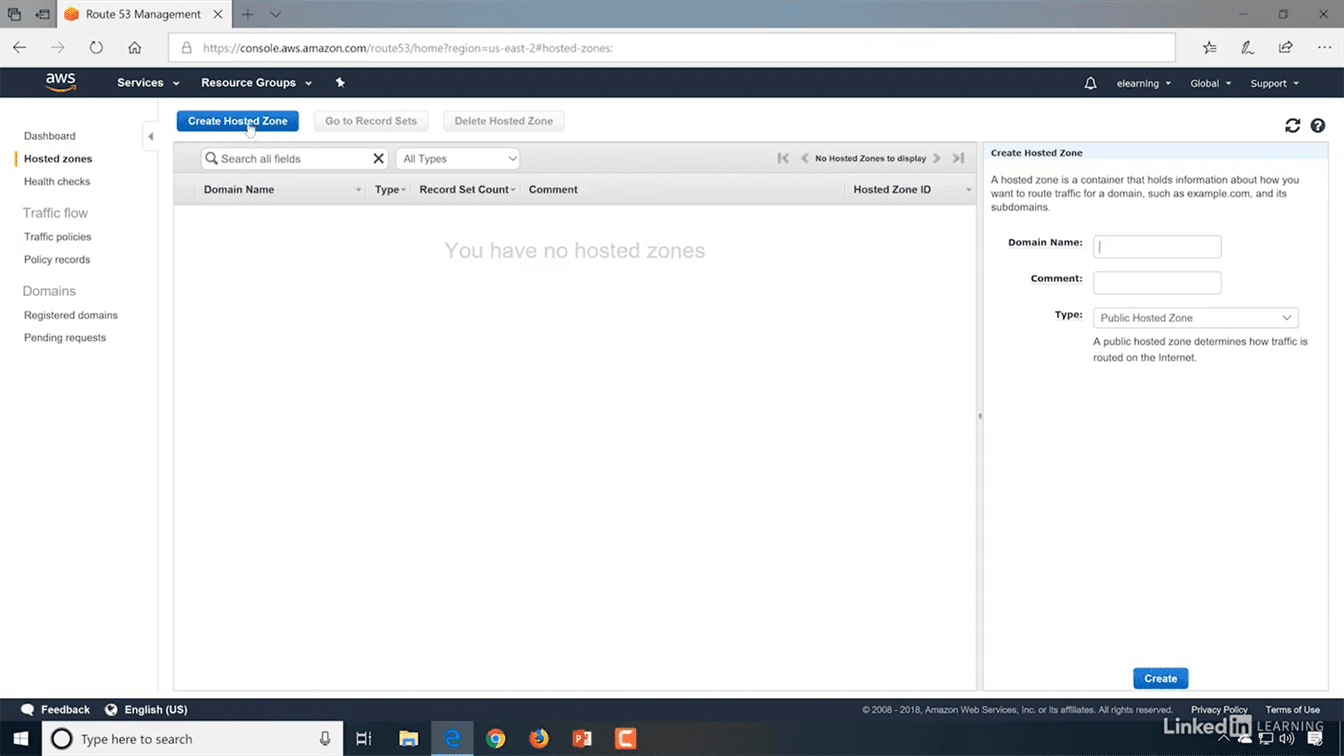 Route 53 Management
https://console.aws.amazon.com/route53/home?region=us-east-2#hosted-zones:
aws
Services
Resource Groups
elearning
Global
Support
Dashboard
Hosted zones
Health checks
Traffic flow
Traffic policies
Policy records
Domains
Registered domains
Pending requests
Create Hosted Zone
Go to Record Sets
Delete Hosted Zone
Search all fields
All Types
No Hosted Zones to display
Domain Name
Type
Record Set Count
Comment
Hosted Zone ID
You have no hosted zones
Create Hosted Zone
A hosted zone is a container that holds information about how you
want to route traffic for a domain, such as example.com, and its
subdomains.
Domain Name:
Comment:
Type:
Public Hosted Zone
A public hosted zone determines how traffic is
routed on the Internet.
Create
Feedback
English (US)
© 2008 - 2018, Amazon Web Services, Inc. or its affiliates. All rights reserved.
Privacy Policy
Terms of Use
Type here to search
LinkedIn LEARNING